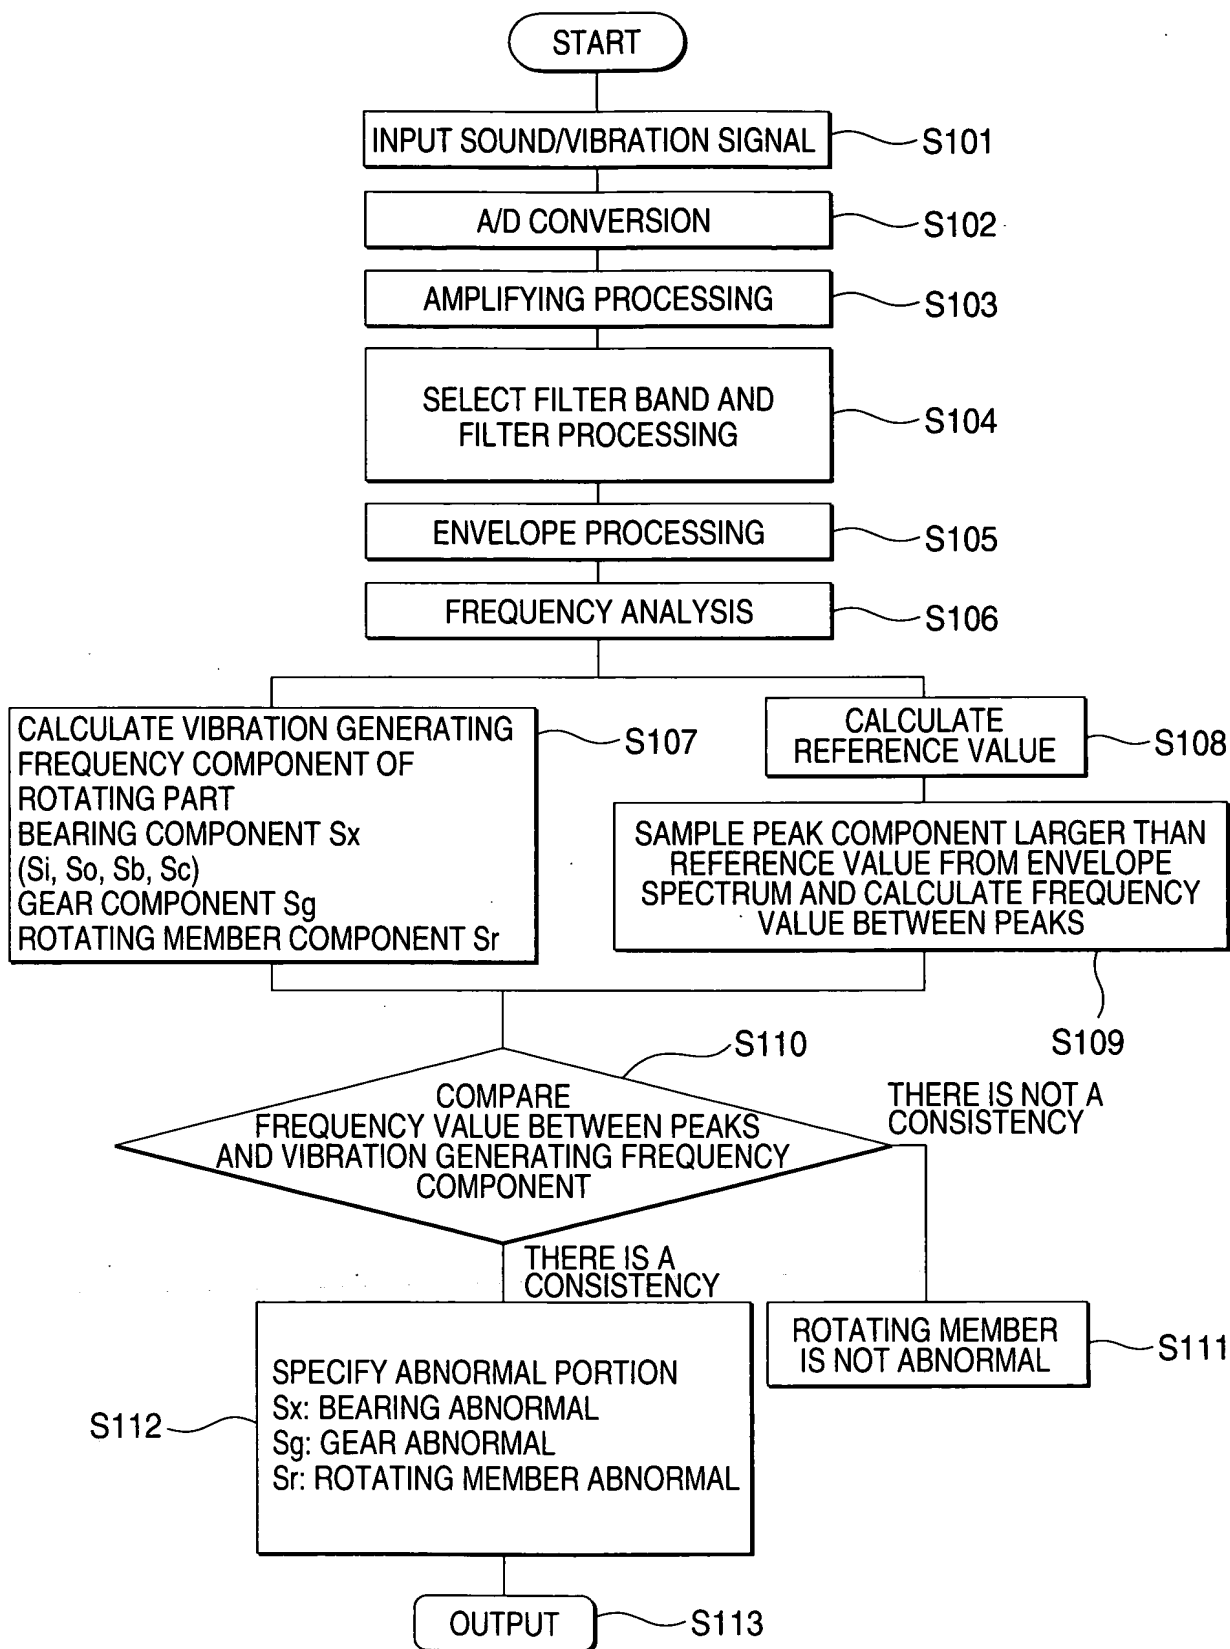 START
INPUT SOUND/VIBRATION SIGNAL
S101
A/D CONVERSION
S102
AMPLIFYING PROCESSING
S103
SELECT FILTER BAND AND
FILTER PROCESSING
S104
ENVELOPE PROCESSING
S105
FREQUENCY ANALYSIS
S106
CALCULATE VIBRATION GENERATING
FREQUENCY COMPONENT OF
ROTATING PART
BEARING COMPONENT Sx
(Si, So, Sb, Sc)
GEAR COMPONENT Sg
ROTATING MEMBER COMPONENT Sr
S107
CALCULATE
REFERENCE VALUE
S108
SAMPLE PEAK COMPONENT LARGER THAN
REFERENCE VALUE FROM ENVELOPE
SPECTRUM AND CALCULATE FREQUENCY
VALUE BETWEEN PEAKS
S109
S110
COMPARE
FREQUENCY VALUE BETWEEN PEAKS
AND VIBRATION GENERATING FREQUENCY
COMPONENT
THERE IS NOT A
CONSISTENCY
THERE IS A
CONSISTENCY
ROTATING MEMBER
IS NOT ABNORMAL
S111
SPECIFY ABNORMAL PORTION
Sx: BEARING ABNORMAL
Sg: GEAR ABNORMAL
Sr: ROTATING MEMBER ABNORMAL
S112
OUTPUT
S113